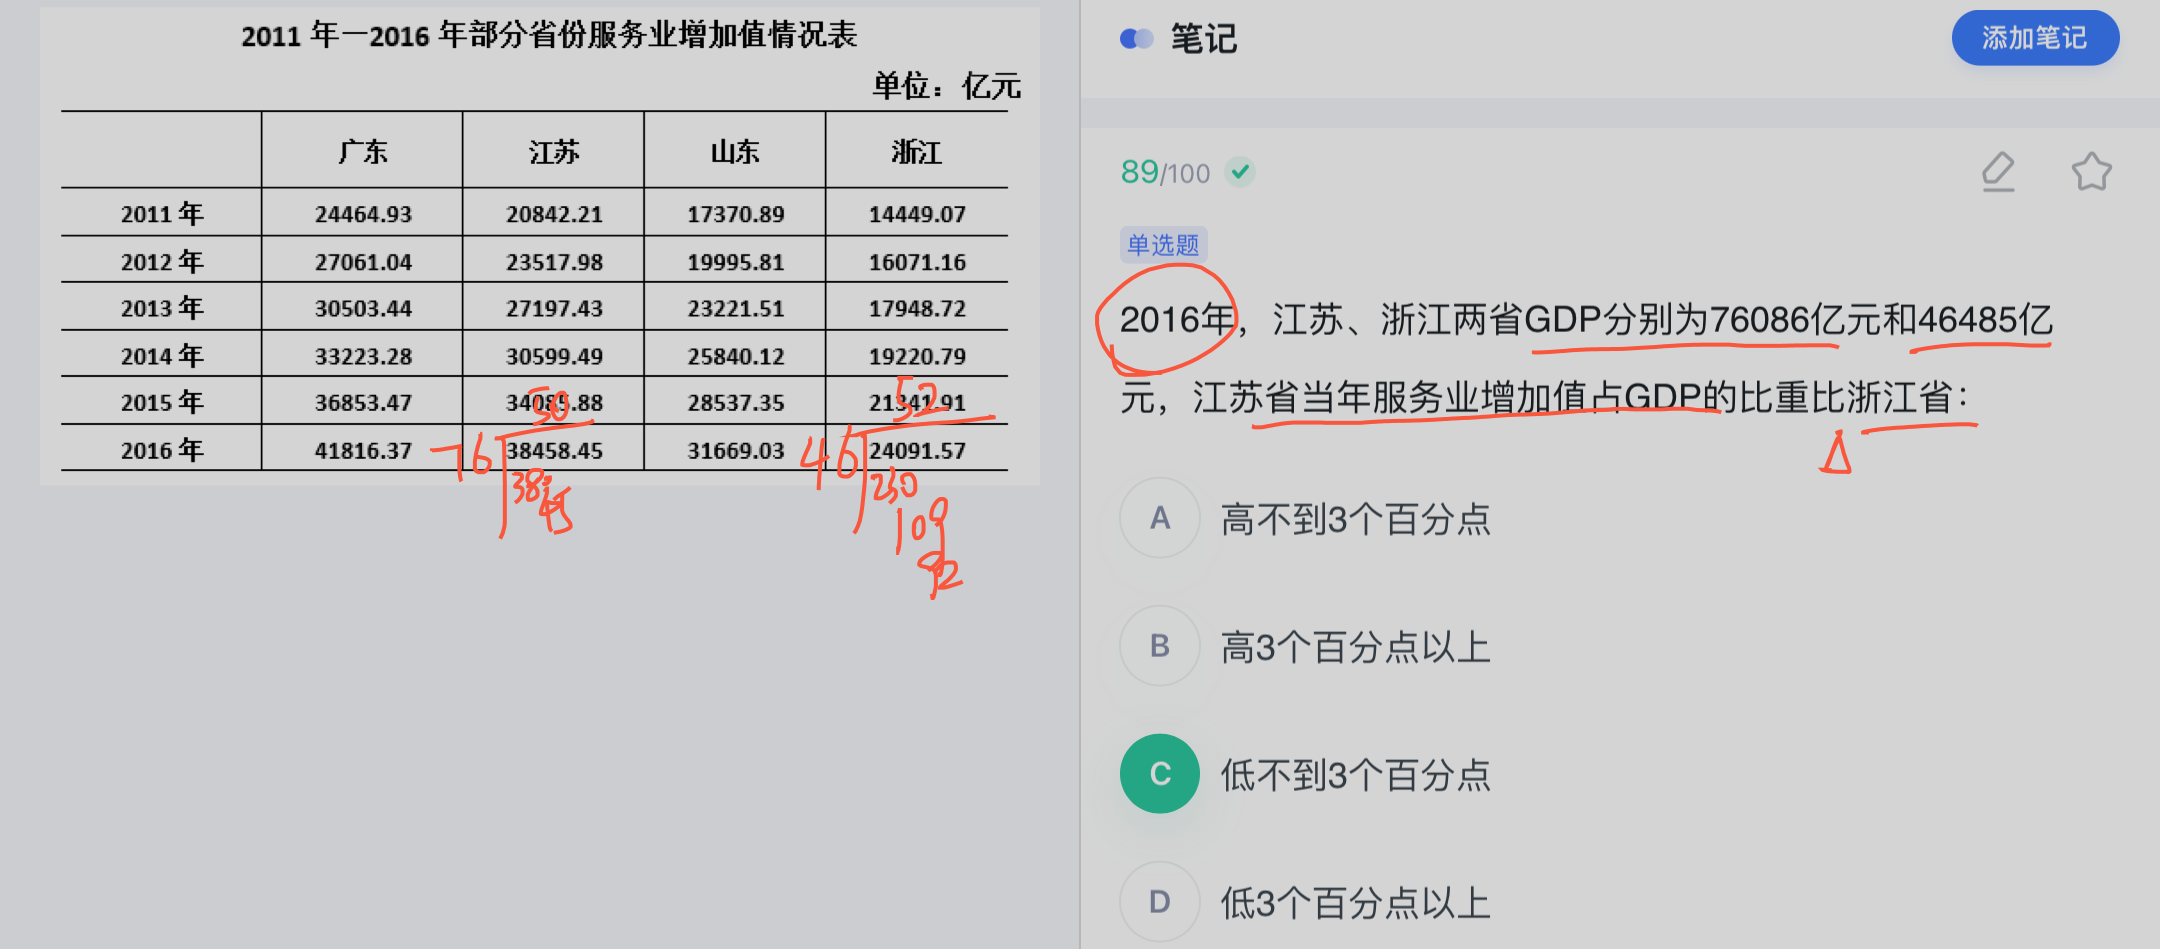 2011 年—2016 年部分省份服务业增加值情况表
单位：亿元
广东 江苏 山东 浙江
2011 年 24464.93 20842.21 17370.89 14449.07
2012 年 27061.04 23517.98 19995.81 16071.16
2013 年 30503.44 27197.43 23221.51 17948.72
2014 年 33223.28 30599.49 25840.12 19220.79
2015 年 36853.47 34085.88 28537.35 21341.91
2016 年 41816.37 38458.45 31669.03 24091.57
50
76
38
52
46
230
109
92
笔记
添加笔记
89/100
单选题
2016年，江苏、浙江两省GDP分别为76086亿元和46485亿
元，江苏省当年服务业增加值占GDP的比重比浙江省：
A 高不到3个百分点
B 高3个百分点以上
C 低不到3个百分点
D 低3个百分点以上